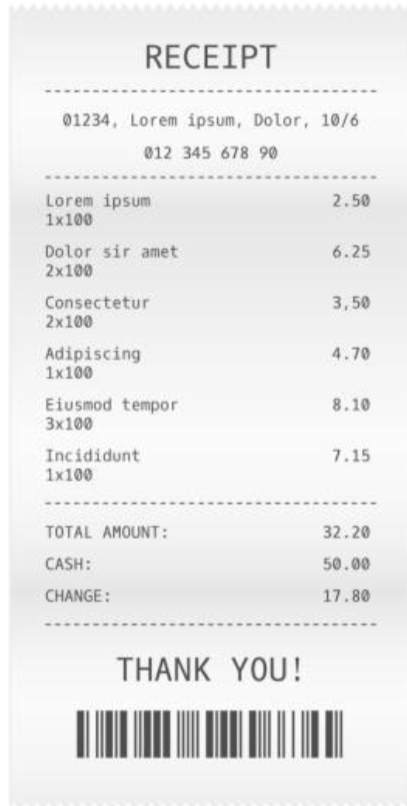 RECEIPT
01234, Lorem ipsum, Dolor, 10/6
012 345 678 90
Lorem ipsum 2.50
1x100
Dolor sir amet 6.25
2x100
Consectetur 3,50
2x100
Adipiscing 4.70
1x100
Eiusmod tempor 8.10
3x100
Incididunt 7.15
1x100
TOTAL AMOUNT: 32.20
CASH: 50.00
CHANGE: 17.80
THANK YOU!